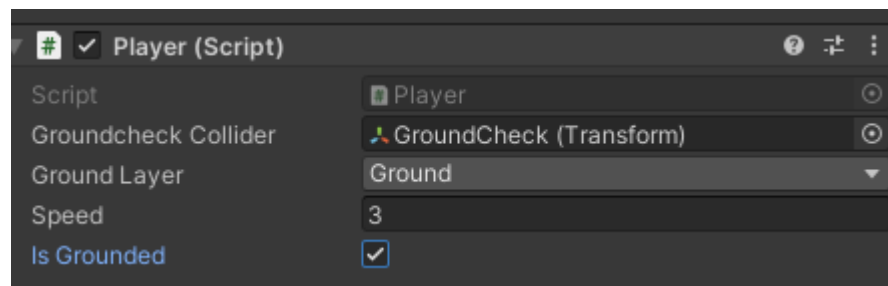 # Player (Script)
Script # Player
Groundcheck Collider GroundCheck (Transform)
Ground Layer Ground
Speed 3
Is Grounded